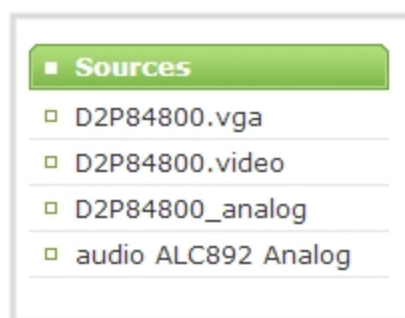 Sources
D2P84800.vga
D2P84800.video
D2P84800_analog
audio ALC892 Analog